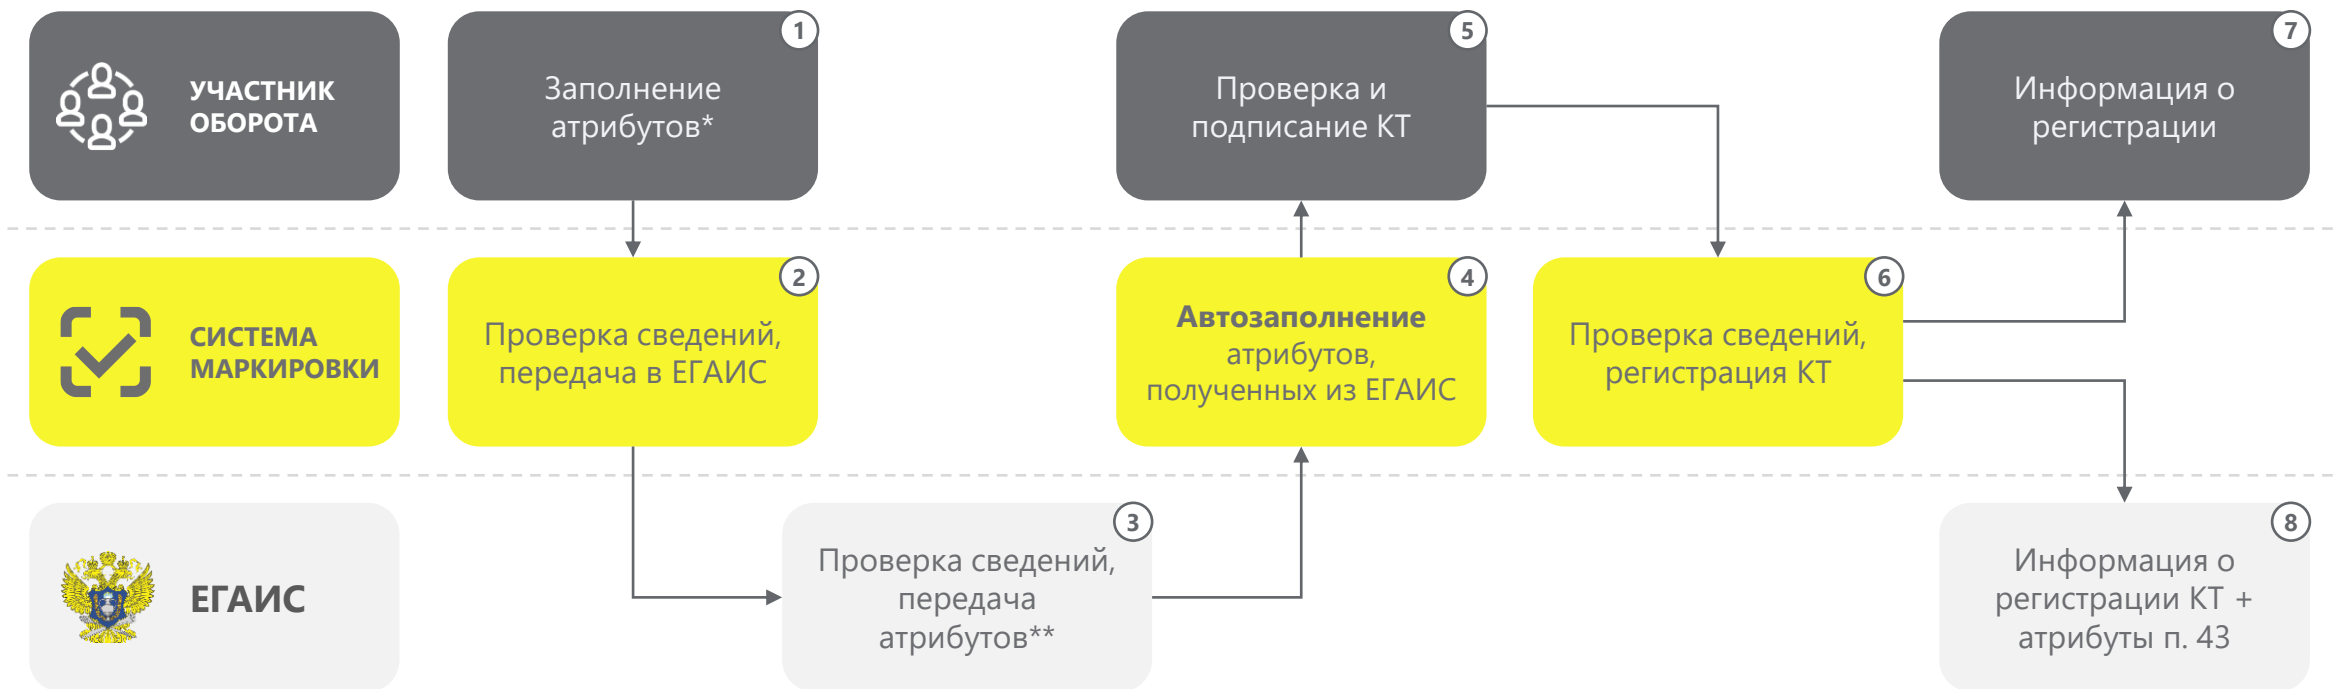 УЧАСТНИК
ОБОРОТА
1
Заполнение
атрибутов*
5
Проверка и
подписание КТ
7
Информация о
регистрации
СИСТЕМА
МАРКИРОВКИ
2
Проверка сведений,
передача в ЕГАИС
4
Автозаполнение
атрибутов,
полученных из ЕГАИС
6
Проверка сведений,
регистрация КТ
ЕГАИС
3
Проверка сведений,
передача
атрибутов**
8
Информация о
регистрации КТ +
атрибуты п. 43